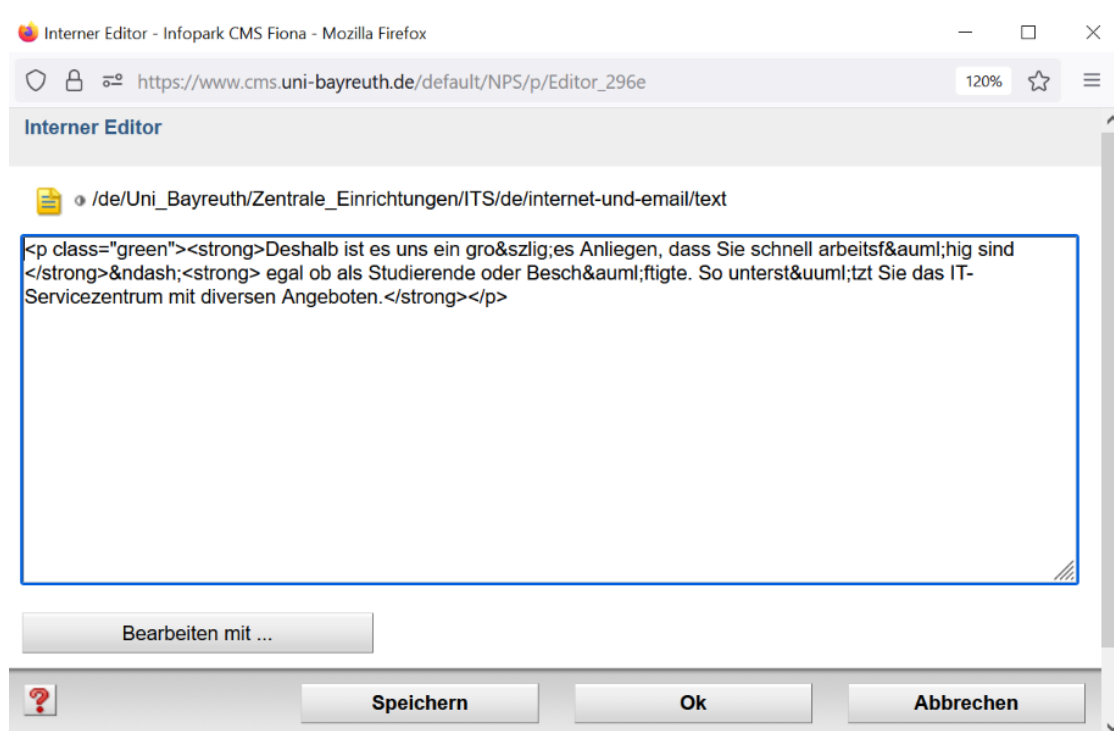 Interner Editor - Infopark CMS Fiona - Mozilla Firefox
https://www.cms.uni-bayreuth.de/default/NPS/p/Editor_296e
120%
Interner Editor
/de/Uni_Bayreuth/Zentrale_Einrichtungen/ITS/de/internet-und-email/text
<p class="green"><strong>Deshalb ist es uns ein gro&szlig;es Anliegen, dass Sie schnell arbeitsf&auml;hig sind
</strong>&ndash;<strong> egal ob als Studierende oder Besch&auml;ftigte. So unterst&uuml;tzt Sie das IT-
Servicezentrum mit diversen Angeboten.</strong></p>
Bearbeiten mit ...
?
Speichern
Ok
Abbrechen